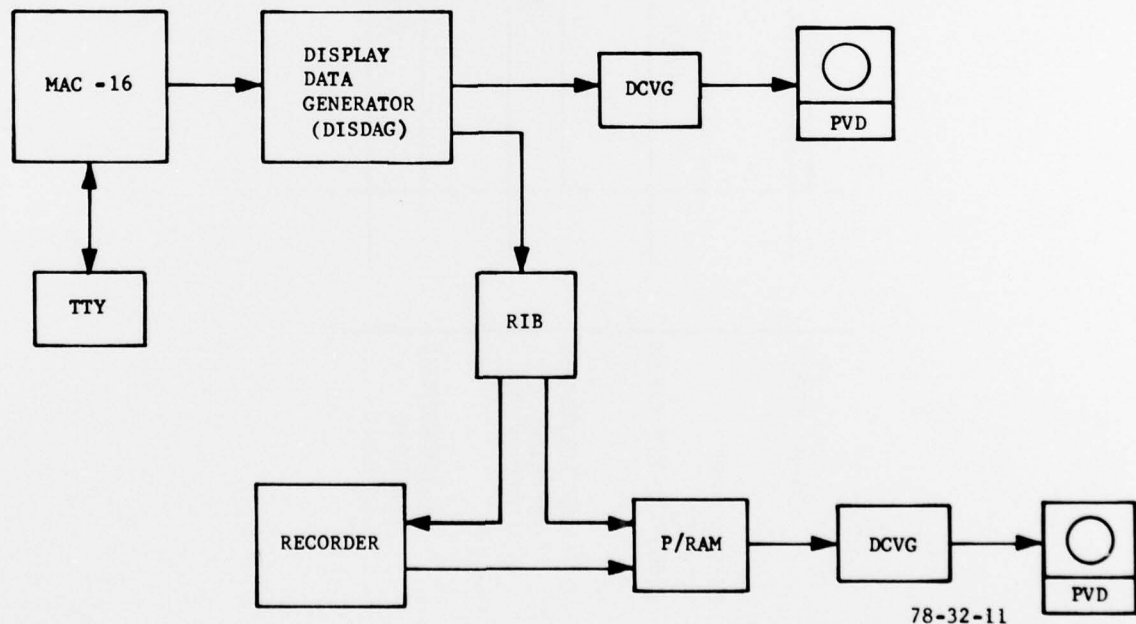 MAC -16
DISPLAY
DATA
GENERATOR
(DISDAG)
DCVG
PVD
TTY
RIB
RECORDER
P/RAM
DCVG
PVD
78-32-11